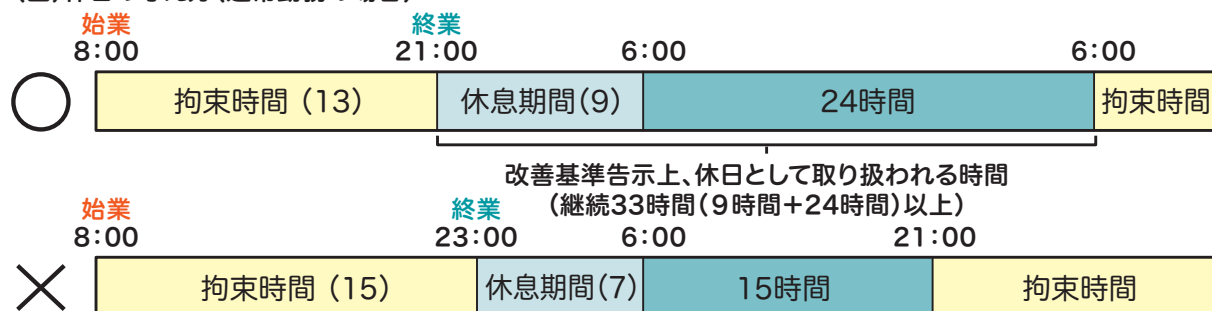 始業 終業
8:00 21:00 6:00 6:00
拘束時間(13) 休息期間(9) 24時間 拘束時間
改善基準告示上、休日として取り扱われる時間
(継続33時間(9時間+24時間)以上)
始業 終業
8:00 23:00 6:00 21:00
拘束時間(15) 休息期間(7) 15時間 拘束時間